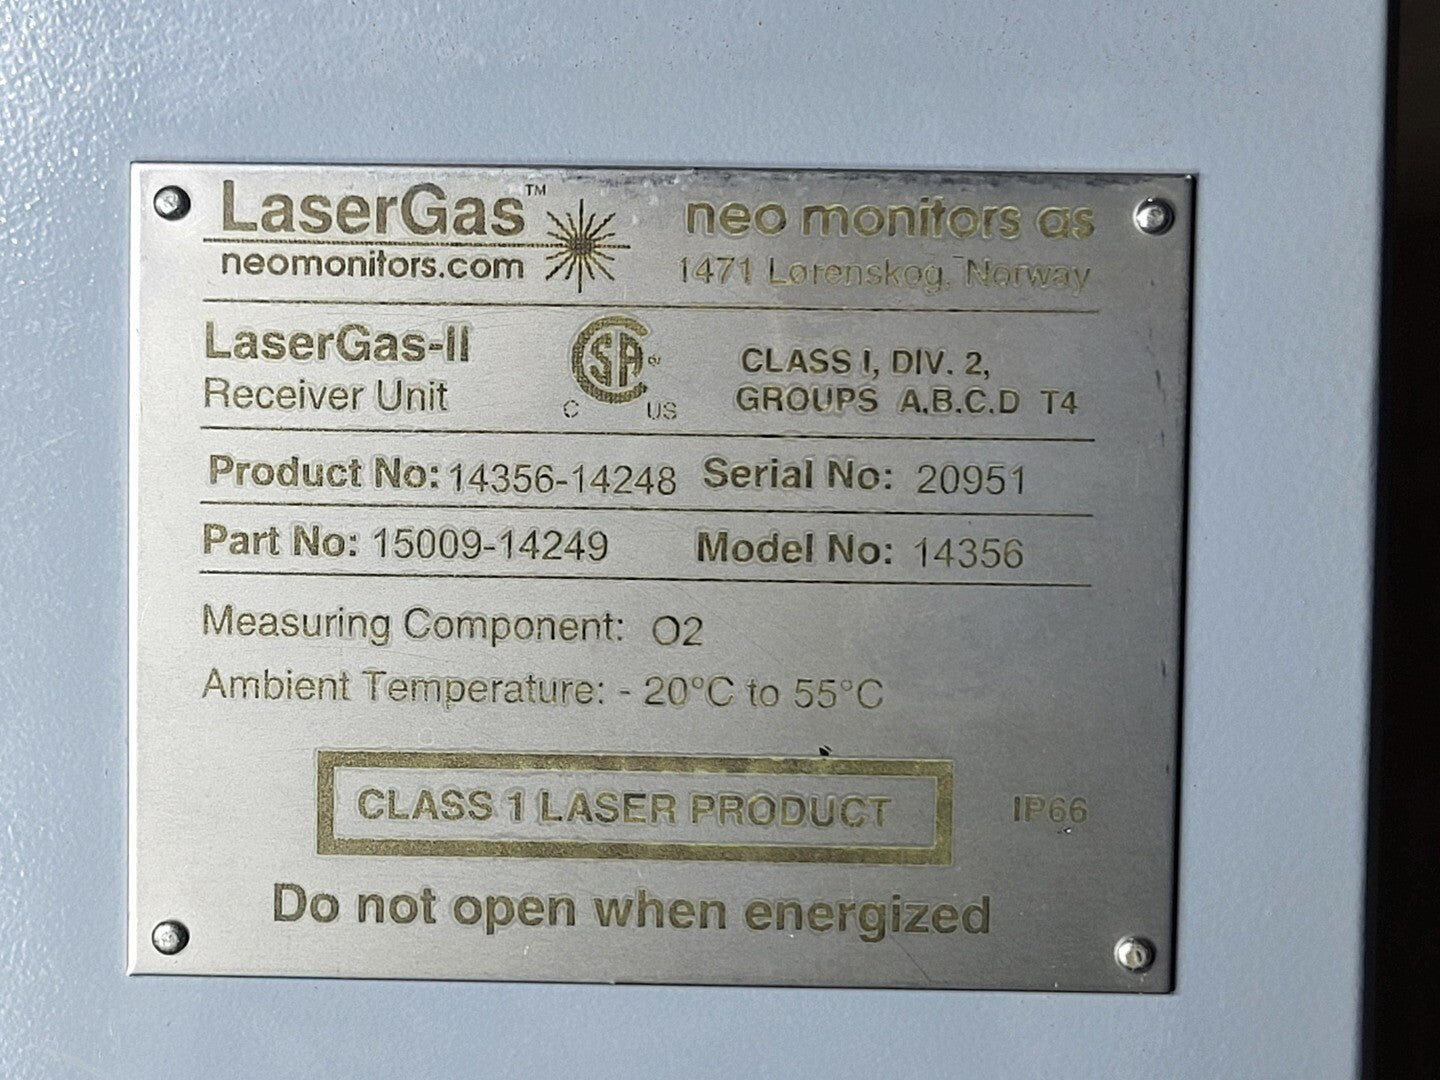 LaserGas™
neomonitors.com
neo monitors as
1471 Lørenskog, Norway
LaserGas-II
Receiver Unit
CSA
C US
CLASS I, DIV. 2,
GROUPS A.B.C.D T4
Product No: 14356-14248 Serial No: 20951
Part No: 15009-14249 Model No: 14356
Measuring Component: O2
Ambient Temperature: - 20°C to 55°C
CLASS 1 LASER PRODUCT
IP66
Do not open when energized